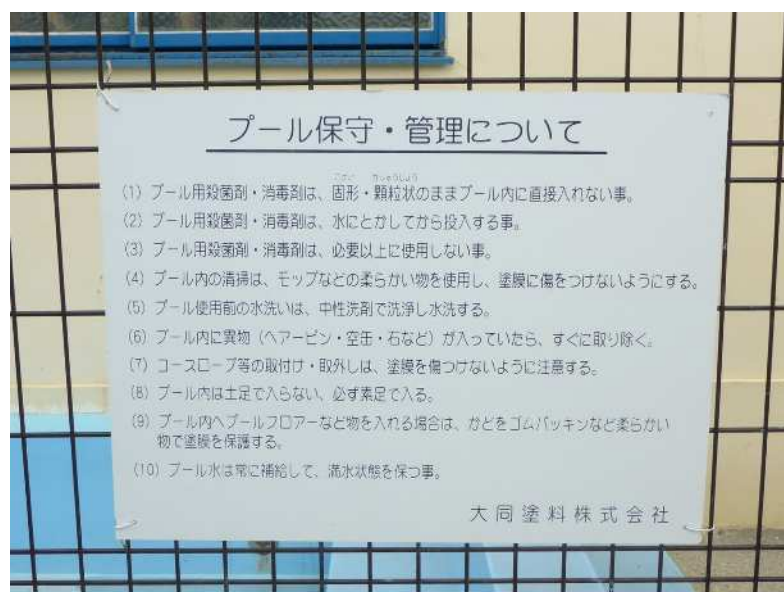 プール保守・管理について
(1) プール用殺菌剤・消毒剤は、固形・顆粒状のままプール内に直接入れない事。
(2) プール用殺菌剤・消毒剤は、水にとかしてから投入する事。
(3) プール用殺菌剤・消毒剤は、必要以上に使用しない事。
(4) プール内の清掃は、モップなどの柔らかい物を使用し、塗膜に傷をつけないようにする。
(5) プール使用前の水洗いは、中性洗剤で洗浄し水洗する。
(6) プール内に異物（ヘアーピン・空缶・石など）が入っていたら、すぐに取り除く。
(7) コースロープ等の取付け・取外しは、塗膜を傷つけないように注意する。
(8) プール内は土足で入らない、必ず素足で入る。
(9) プール内へプールフロアーなど物を入れる場合は、かどをゴムパッキンなど柔らかい
物で塗膜を保護する。
(10) プール水は常に補給して、満水状態を保つ事。
大同塗料株式会社